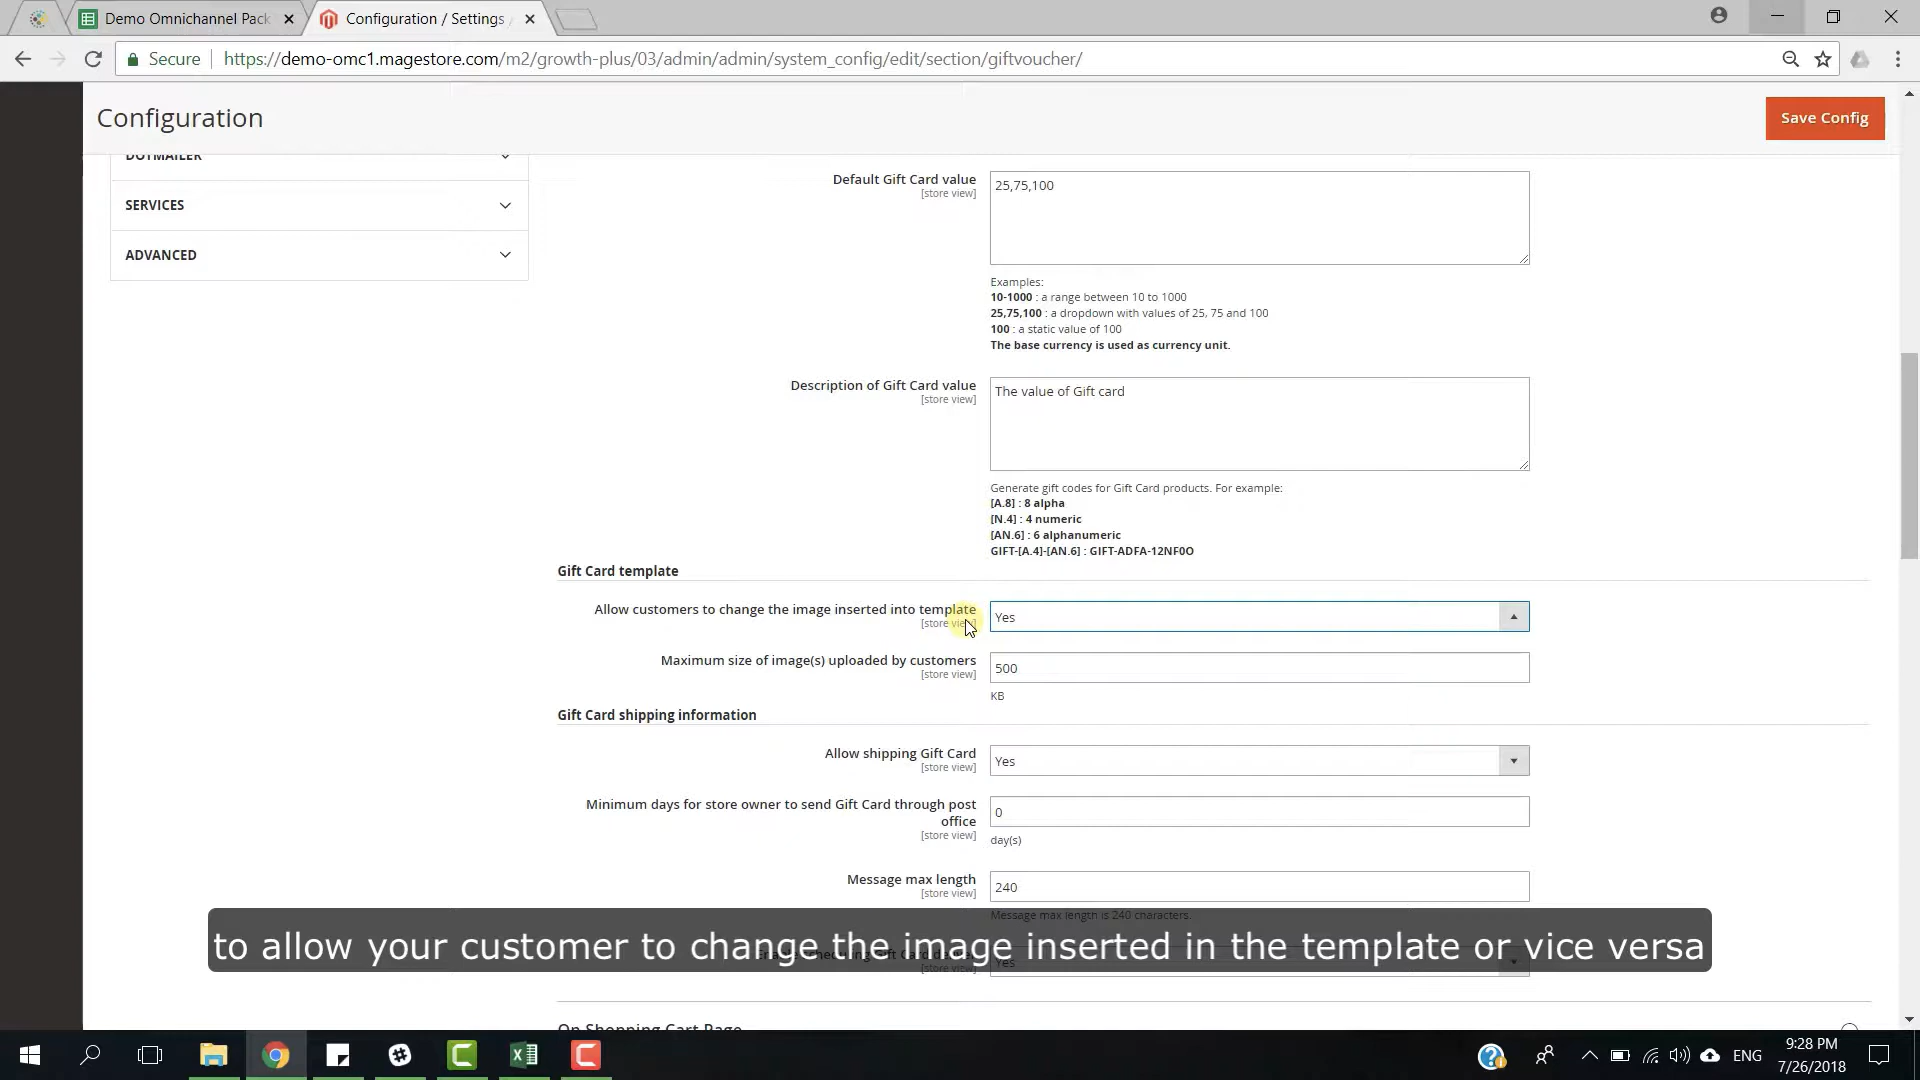 Demo Omnichannel Pack
Configuration / Settings /
Secure
https://demo-omc1.magestore.com/m2/growth-plus/03/admin/admin/system_config/edit/section/giftvoucher/
Configuration
Save Config
DOTMAILER
SERVICES
ADVANCED
Default Gift Card value
[store view]
25,75,100
Examples:
10-1000 : a range between 10 to 1000
25,75,100 : a dropdown with values of 25, 75 and 100
100 : a static value of 100
The base currency is used as currency unit.
Description of Gift Card value
[store view]
The value of Gift card
Generate gift codes for Gift Card products. For example:
[A.8] : 8 alpha
[N.4] : 4 numeric
[AN.6] : 6 alphanumeric
GIFT-[A.4]-[AN.6] : GIFT-ADFA-12NF0O
Gift Card template
Allow customers to change the image inserted into template
[store view]
Yes
Maximum size of image(s) uploaded by customers
[store view]
500
KB
Gift Card shipping information
Allow shipping Gift Card
[store view]
Yes
Minimum days for store owner to send Gift Card through post
office
[store view]
0
day(s)
Message max length
[store view]
240
Message max length is 240 characters.
to allow your customer to change the image inserted in the template or vice versa
[store view]
Yes
On Shopping Cart Page
ENG
9:28 PM
7/26/2018